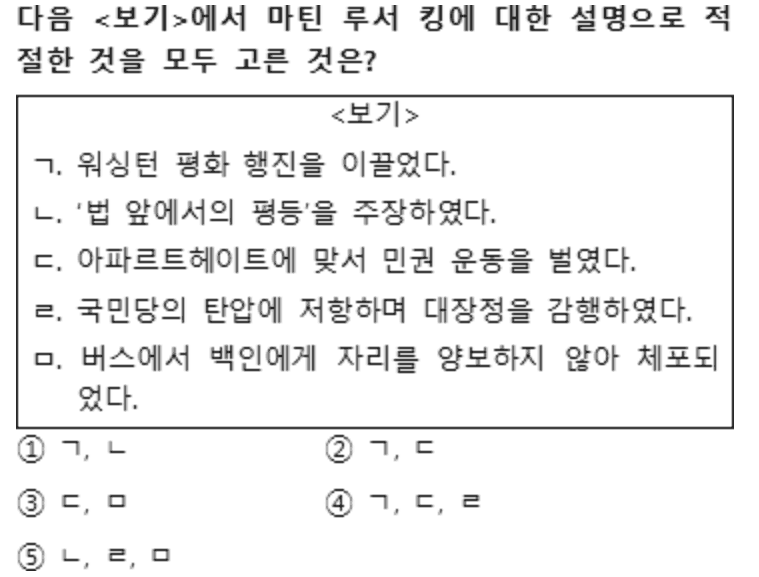 다음 <보기>에서 마틴 루서 킹에 대한 설명으로 적
절한 것을 모두 고른 것은?
<보기>
ㄱ. 워싱턴 평화 행진을 이끌었다.
ㄴ. '법 앞에서의 평등'을 주장하였다.
ㄷ. 아파르트헤이트에 맞서 민권 운동을 벌였다.
ㄹ. 국민당의 탄압에 저항하며 대장정을 감행하였다.
ㅁ. 버스에서 백인에게 자리를 양보하지 않아 체포되
었다.
① ㄱ, ㄴ ② ㄱ, ㄷ
③ ㄷ, ㅁ ④ ㄱ, ㄷ, ㄹ
⑤ ㄴ, ㄹ, ㅁ